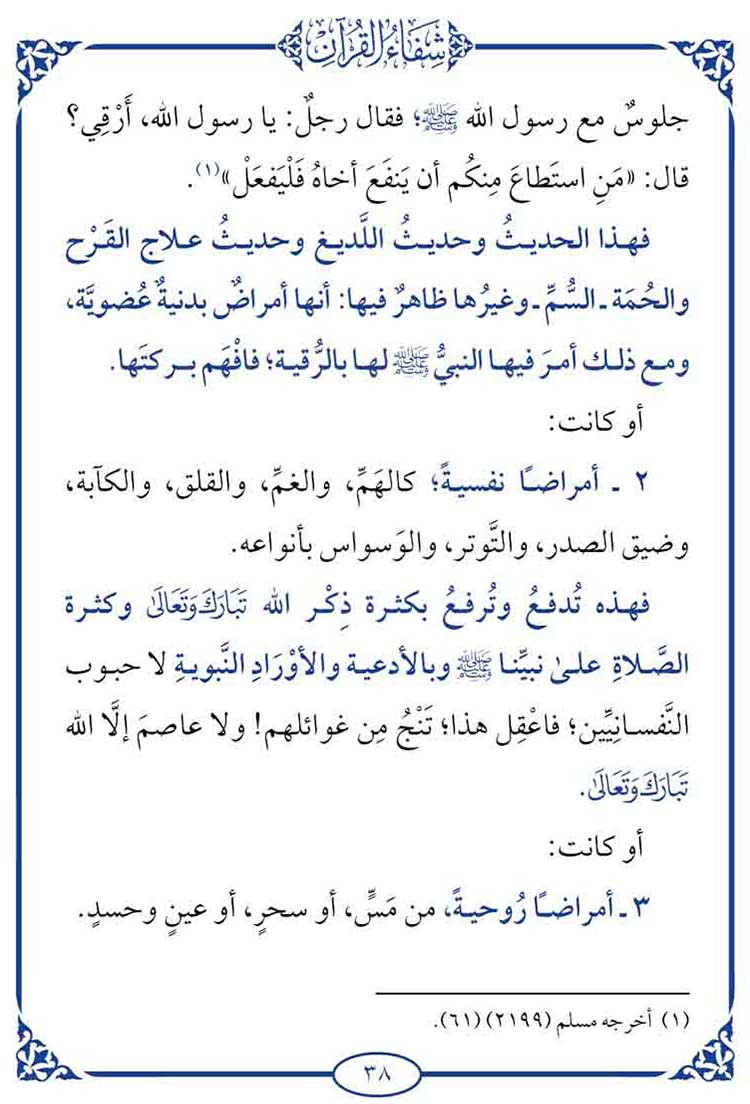 شِفَاءُ القُرْآنِ
جلوسٌ مع رسول الله ﷺ؛ فقال رجلٌ: يا رسول الله، أَرْقِي؟
قال: «مَنِ استَطاعَ مِنكُم أن يَنفَعَ أخاهُ فَلْيَفعَلْ»(١).
فهذا الحديثُ وحديثُ اللَّديغ وحديثُ علاج القَرْح
والحُمَة ـ السُّمِّ ـ وغيرُها ظاهرٌ فيها: أنها أمراضٌ بدنيةٌ عُضويَّة،
ومع ذلك أمرَ فيها النبيُّ ﷺ لها بالرُّقية؛ فافْهَم بركتَها.
أو كانت:
٢ ـ أمراضًا نفسيةً؛ كالهَمِّ، والغمِّ، والقلق، والكآبة،
وضيق الصدر، والتَّوتر، والوَسواس بأنواعه.
فهذه تُدفعُ وتُرفعُ بكثرة ذِكْر الله تَبَارَكَ وَتَعَالَىٰ وكثرة
الصَّلاةِ علىٰ نبيِّنا ﷺ وبالأدعية والأوْرَادِ النَّبوية لا حبوب
النَّفسانِيِّين؛ فاعْقِل هذا؛ تَنْجُ مِن غوائلهم! ولا عاصمَ إلَّا الله
تَبَارَكَ وَتَعَالَىٰ.
أو كانت:
٣ ـ أمراضًا رُوحيةً، من مَسٍّ، أو سحرٍ، أو عينٍ وحسدٍ.
(١) أخرجه مسلم (٢١٩٩) (٦١).
٣٨